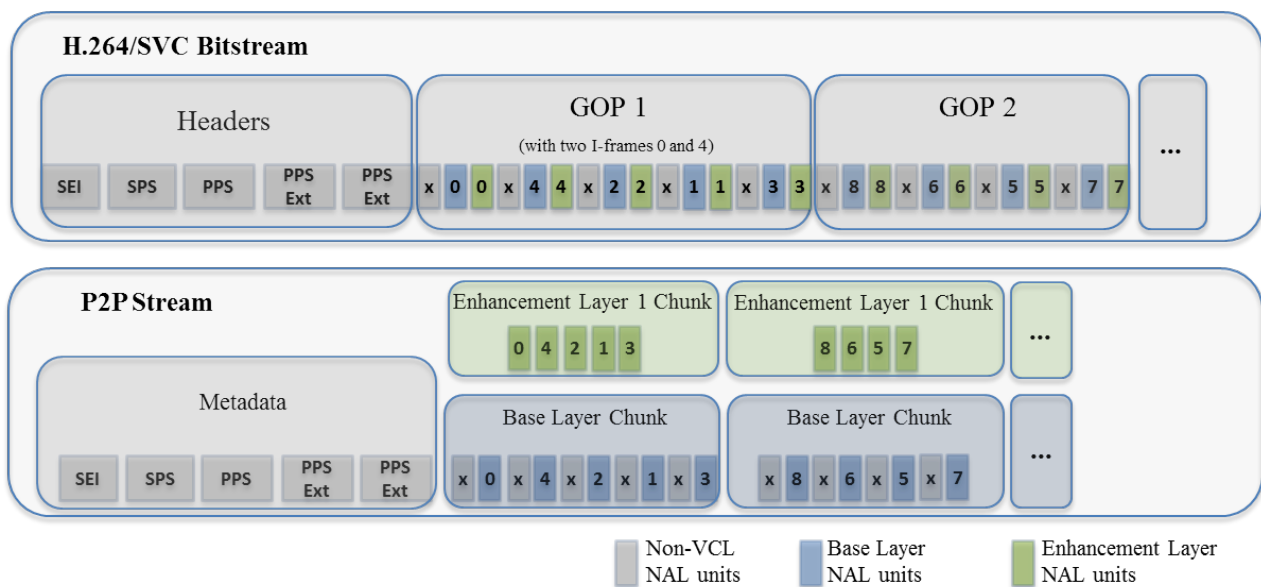 H.264/SVC Bitstream
Headers
GOP 1
(with two I-frames 0 and 4)
GOP 2
...
SEI SPS PPS PPS Ext PPS Ext
x 0 0 x 4 4 x 2 2 x 1 1 x 3 3 x 8 8 x 6 6 x 5 5 x 7 7
P2P Stream
Enhancement Layer 1 Chunk
0 4 2 1 3
Enhancement Layer 1 Chunk
8 6 5 7
...
Metadata
SEI SPS PPS PPS Ext PPS Ext
Base Layer Chunk
x 0 x 4 x 2 x 1 x 3
Base Layer Chunk
x 8 x 6 x 5 x 7
...
Non-VCL
NAL units
Base Layer
NAL units
Enhancement Layer
NAL units